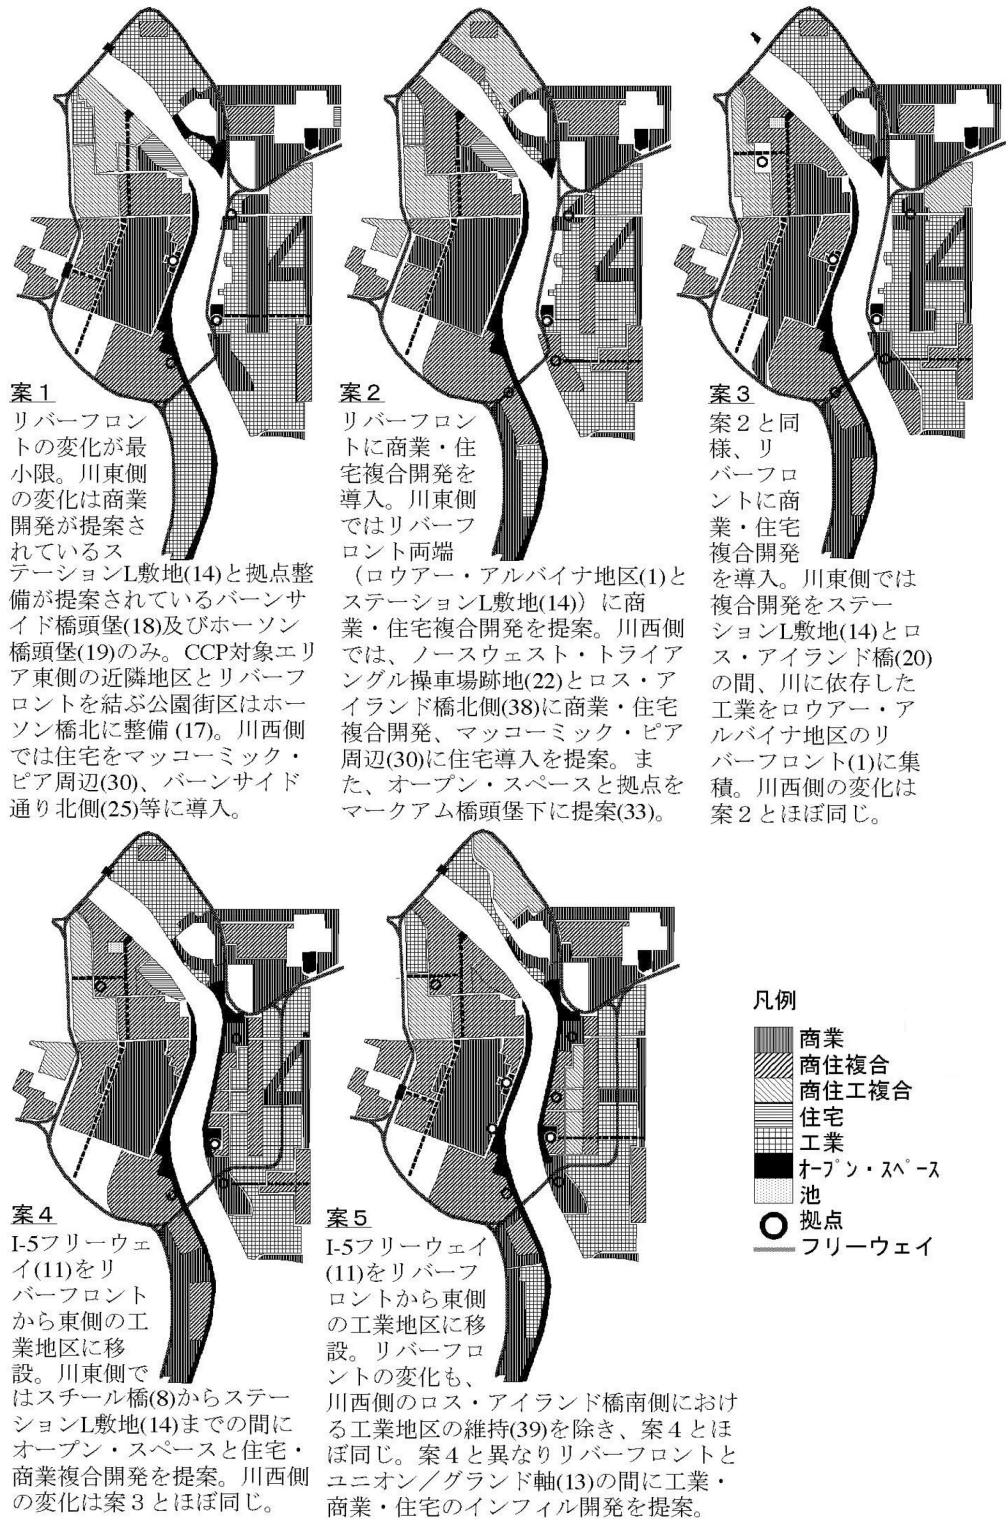 案１
リバーフロン
トの変化が最
小限。川東側
の変化は商業
開発が提案さ
れているス
テーションL敷地(14)と拠点整
備が提案されているバーンサ
イド橋頭堡(18)及びホーソン
橋頭堡(19)のみ。CCP対象エリ
ア東側の近隣地区とリバーフ
ロントを結ぶ公園街区はホー
ソン橋北に整備 (17)。川西側
では住宅をマッコーミック・
ピア周辺(30)、バーンサイド
通り北側(25)等に導入。
案２
リバーフロン
トに商業・住
宅複合開発を
導入。川東側
ではリバーフ
ロント両端
（ロウアー・アルバイナ地区(1)と
ステーションL敷地(14)）に商
業・住宅複合開発を提案。川西側
では、ノースウェスト・トライア
ングル操車場跡地(22)とロス・ア
イランド橋北側(38)に商業・住宅
複合開発、マッコーミック・ピア
周辺(30)に住宅導入を提案。ま
た、オープン・スペースと拠点を
マークアム橋頭堡下に提案(33)。
案３
案２と同
様、リ
バーフロ
ントに商
業・住宅
複合開発
を導入。川東側では
複合開発をステー
ションL敷地(14)とロ
ス・アイランド橋(20)
の間、川に依存した
工業をロウアー・ア
ルバイナ地区のリ
バーフロント(1)に集
積。川西側の変化は
案２とほぼ同じ。
案４
I-5フリーウェ
イ(11)をリ
バーフロント
から東側の工
業地区に移
設。川東側で
はスチール橋(8)からステー
ションL敷地(14)までの間に
オープン・スペースと住宅・
商業複合開発を提案。川西側
の変化は案３とほぼ同じ。
案５
I-5フリーウェイ
(11)をリバーフ
ロントから東側
の工業地区に移
設。リバーフロ
ントの変化も、
川西側のロス・アイランド橋南側におけ
る工業地区の維持(39)を除き、案４とほ
ぼ同じ。案４と異なりリバーフロントと
ユニオン／グランド軸(13)の間に工業・
商業・住宅のインフィル開発を提案。
凡例
商業
商住複合
商住工複合
住宅
工業
ｵｰﾌﾟﾝ・ｽﾍﾟｰｽ
池
拠点
フリーウェイ